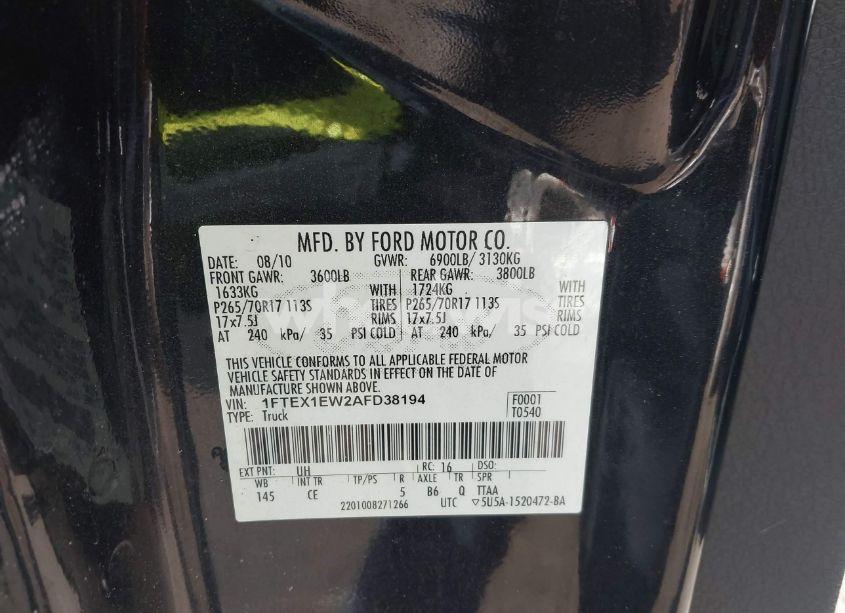 MFD. BY FORD MOTOR CO.
DATE: 08/10 GVWR: 6900LB/ 3130KG
FRONT GAWR: 3600LB REAR GAWR: 3800LB
1633KG WITH 1724KG WITH
P265/70R17 113S TIRES P265/70R17 113S TIRES
17x7.5J RIMS 17x7.5J RIMS
AT 240 kPa/ 35 PSI COLD AT 240 kPa/ 35 PSI COLD
THIS VEHICLE CONFORMS TO ALL APPLICABLE FEDERAL MOTOR
VEHICLE SAFETY STANDARDS IN EFFECT ON THE DATE OF
MANUFACTURE SHOWN ABOVE.
VIN: 1FTEX1EW2AFD38194 F0001
TYPE: Truck T0540
EXT PNT: UH RC: 16 DSO:
WB INT TR TP/PS R AXLE TR SPR
145 CE 5 B6 Q TTAA
2201008271266 UTC ▽5U5A-1520472-BA